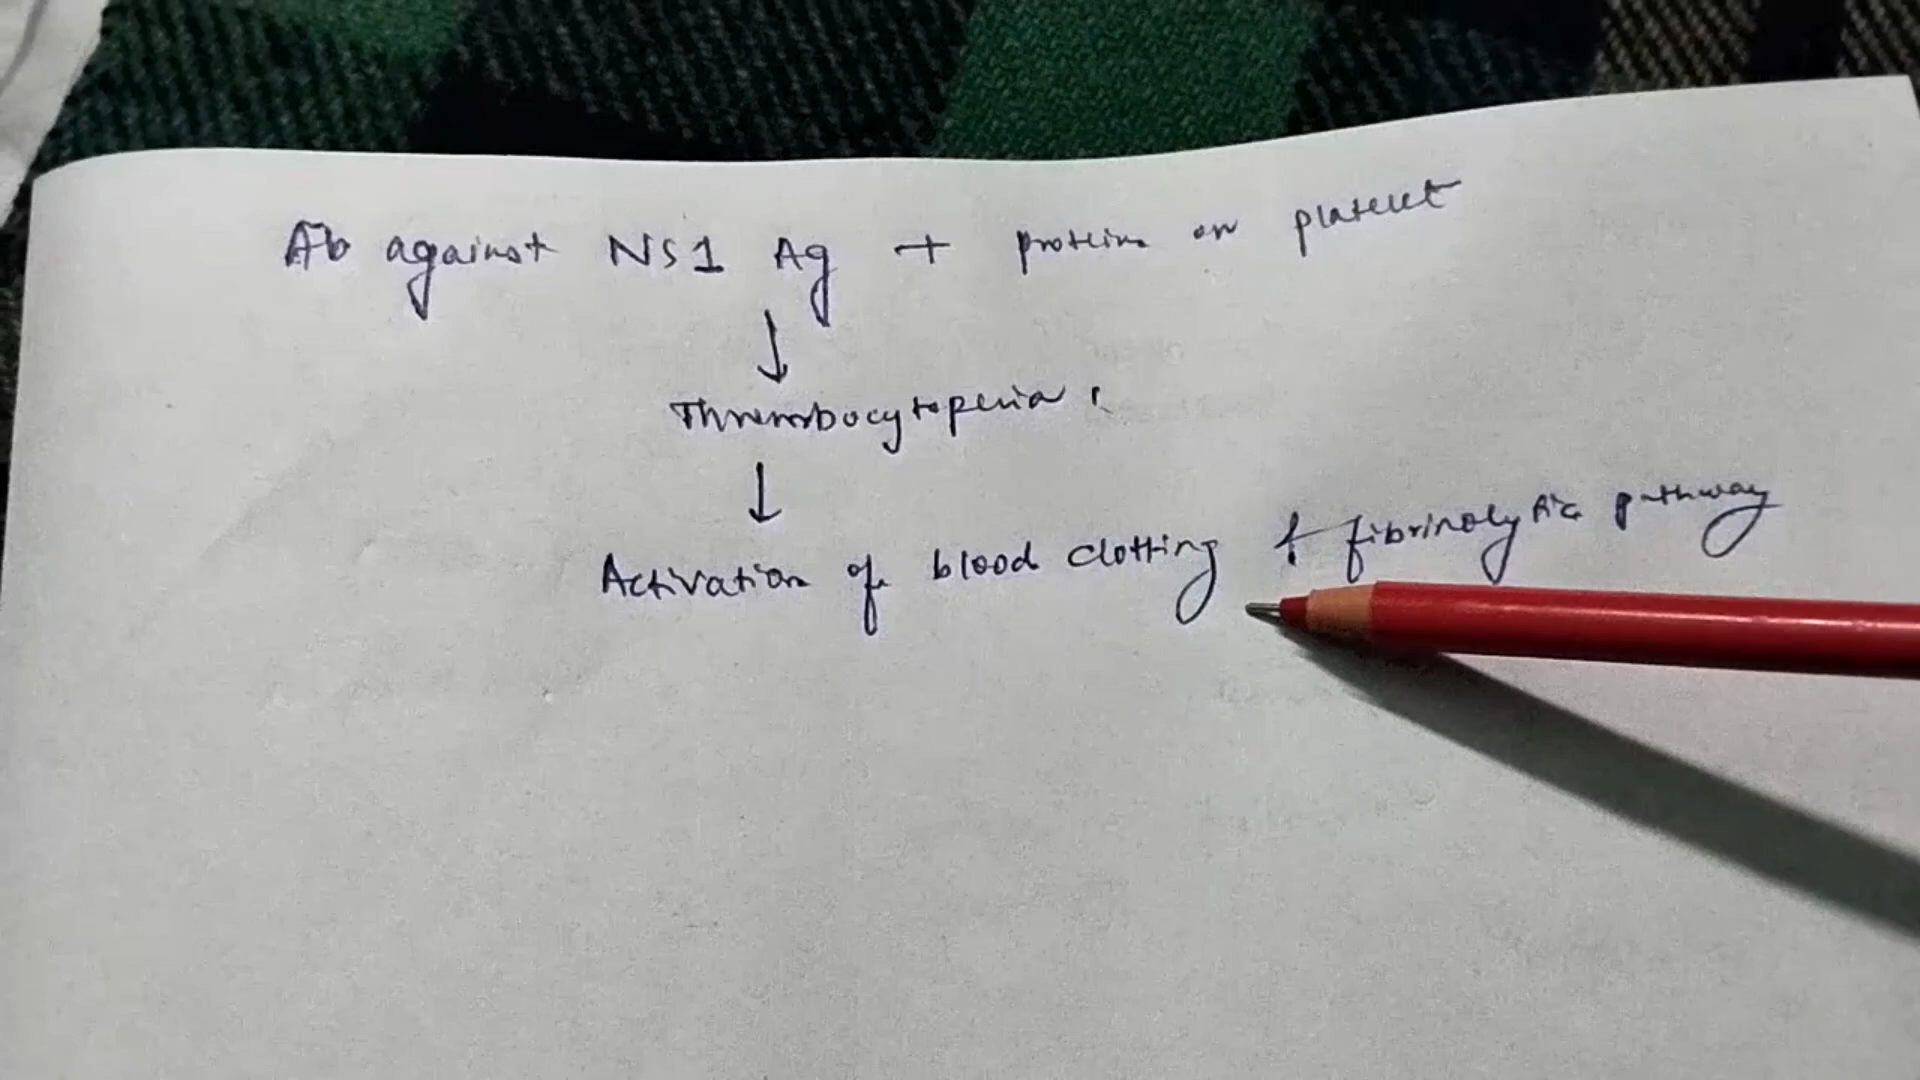 Ab against NS1 Ag + protein on platelet
↓
Thrombocytopenia
↓
Activation of blood clotting & fibrinolytic pathway